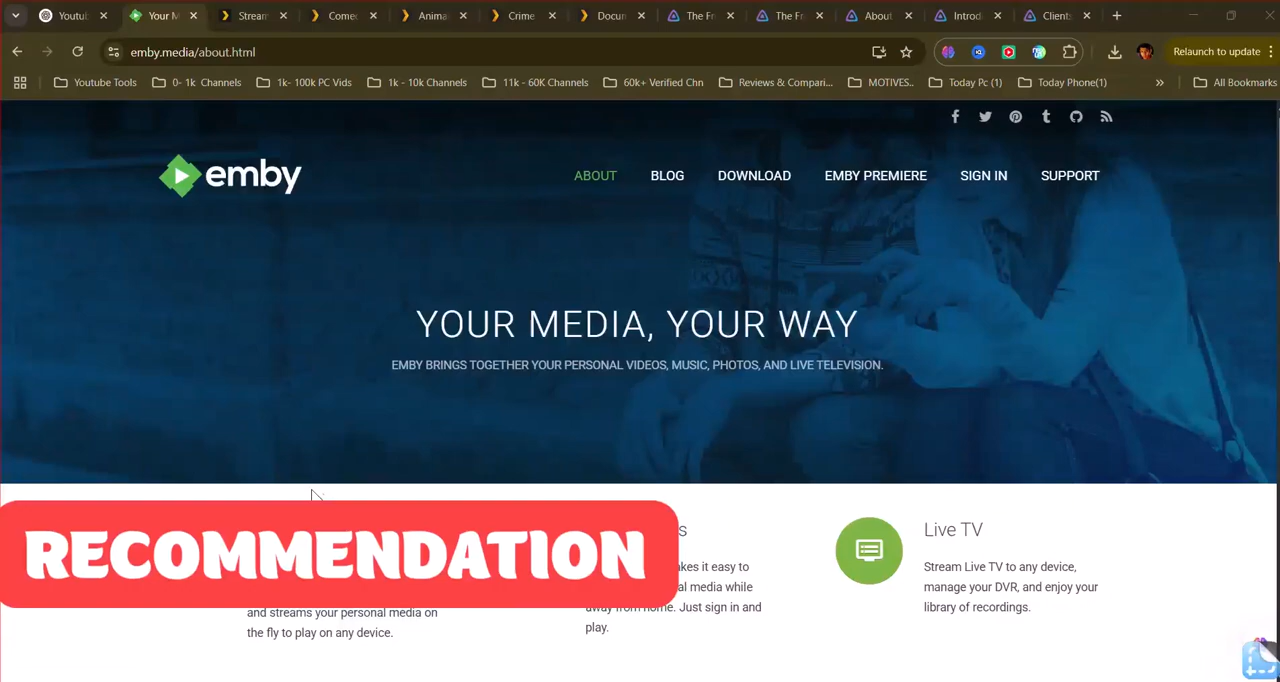 Youtu
Your M
Stream
Come
Anima
Crime
Docum
The Fr
The Fr
About
Introd
Client
emby.media/about.html
Relaunch to update
Youtube Tools
0- 1k Channels
1k- 100k PC Vids
1k - 10k Channels
11k - 60K Channels
60k+ Verified Chn
Reviews & Compari...
MOTIVES..
Today Pc (1)
Today Phone(1)
»
All Bookmarks
emby
ABOUT
BLOG
DOWNLOAD
EMBY PREMIERE
SIGN IN
SUPPORT
YOUR MEDIA, YOUR WAY
EMBY BRINGS TOGETHER YOUR PERSONAL VIDEOS, MUSIC, PHOTOS, AND LIVE TELEVISION.
RECOMMENDATION
and streams your personal media on
the fly to play on any device.
s
akes it easy to
al media while
away from home. Just sign in and
play.
Live TV
Stream Live TV to any device,
manage your DVR, and enjoy your
library of recordings.